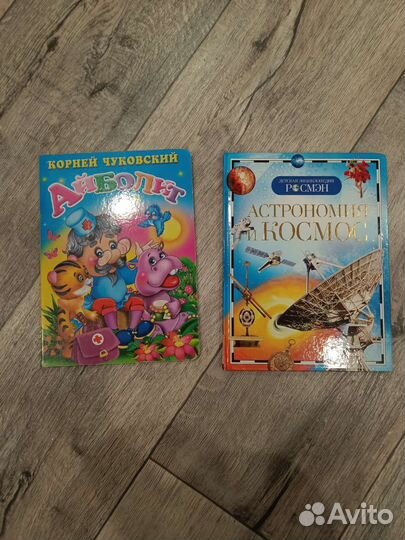 КОРНЕЙ ЧУКОВСКИЙ
АЙБОЛИТ
ДЕТСКАЯ ЭНЦИКЛОПЕДИЯ
РОСМЭН
АСТРОНОМИЯ
И КОСМОС
Avito